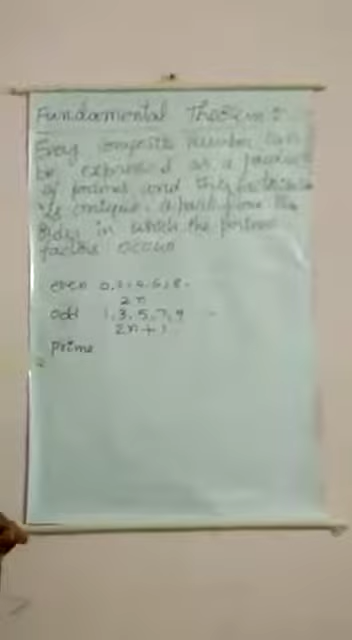 Fundamental Theorem :
Every composite number can
be expressed as a product
of primes and this
is unique, apart from the
order in which the prime
factors occur
even 0, 2, 4, 6, 8.
2n
odd 1, 3, 5, 7, 9
2n + 1
prime